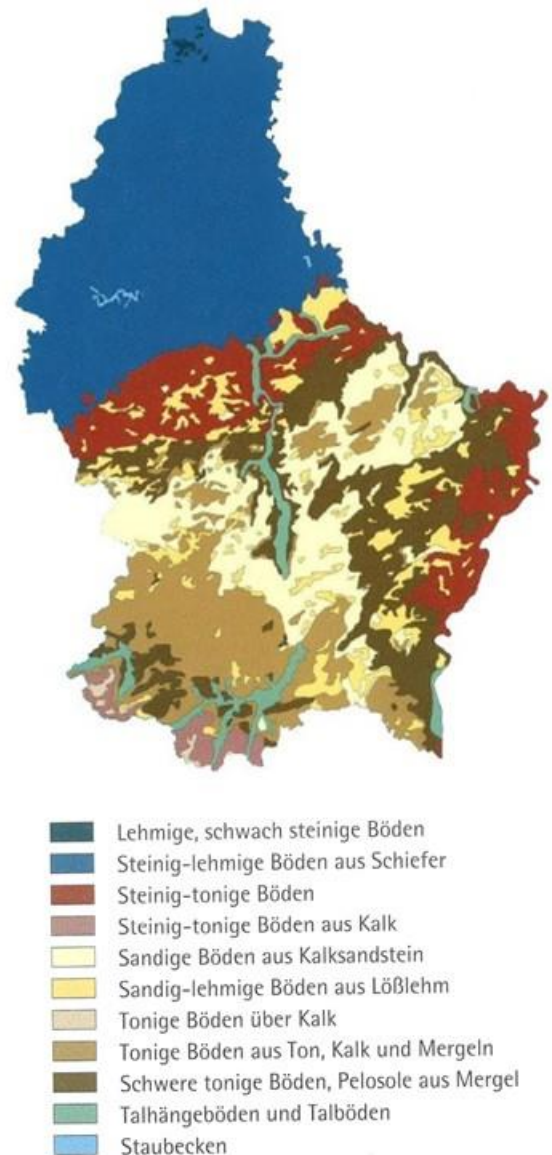 Lehmige, schwach steinige Böden
Steinig-lehmige Böden aus Schiefer
Steinig-tonige Böden
Steinig-tonige Böden aus Kalk
Sandige Böden aus Kalksandstein
Sandig-lehmige Böden aus Lößlehm
Tonige Böden über Kalk
Tonige Böden aus Ton, Kalk und Mergeln
Schwere tonige Böden, Pelosole aus Mergel
Talhängeböden und Talböden
Staubecken